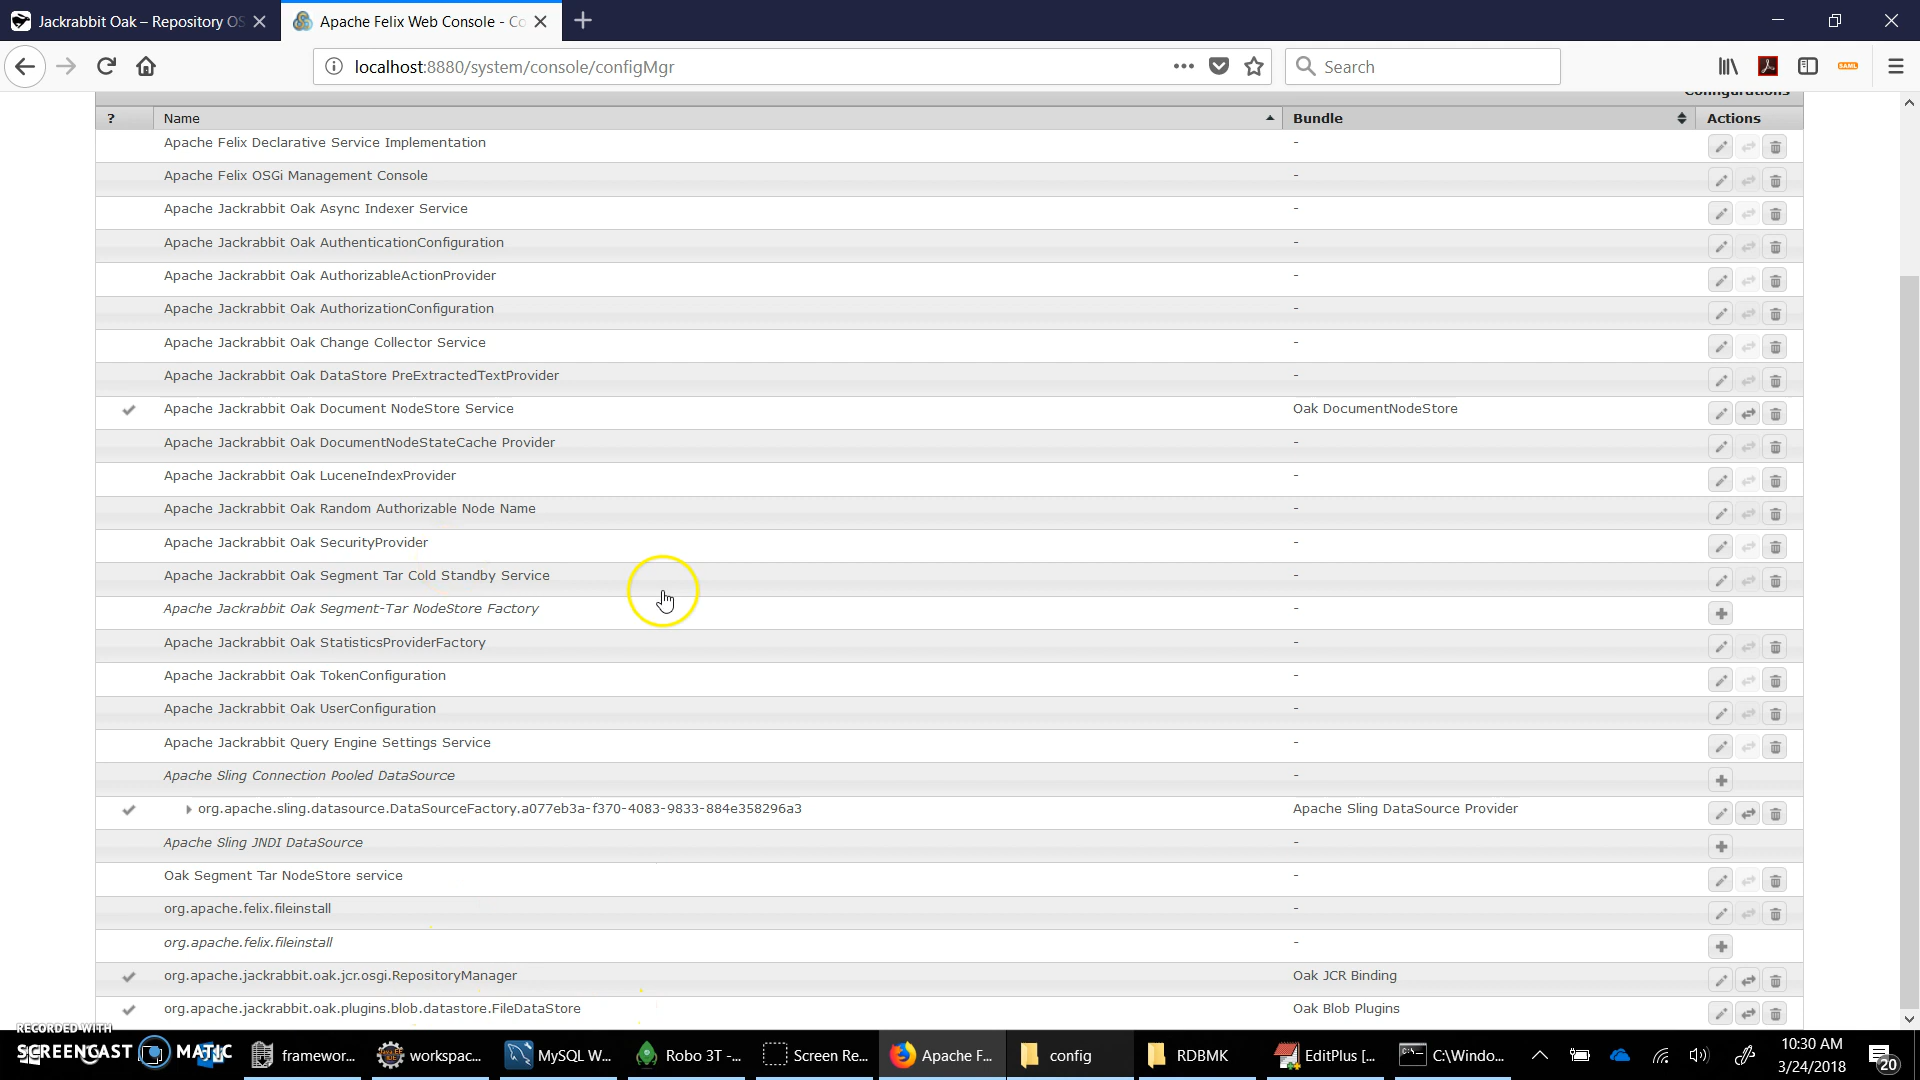 Jackrabbit Oak – Repository OS
Apache Felix Web Console - Co
localhost:8880/system/console/configMgr
Search
SAML
Configurations
? Name Bundle Actions
Apache Felix Declarative Service Implementation -
Apache Felix OSGi Management Console -
Apache Jackrabbit Oak Async Indexer Service -
Apache Jackrabbit Oak AuthenticationConfiguration -
Apache Jackrabbit Oak AuthorizableActionProvider -
Apache Jackrabbit Oak AuthorizationConfiguration -
Apache Jackrabbit Oak Change Collector Service -
Apache Jackrabbit Oak DataStore PreExtractedTextProvider -
Apache Jackrabbit Oak Document NodeStore Service Oak DocumentNodeStore
Apache Jackrabbit Oak DocumentNodeStateCache Provider -
Apache Jackrabbit Oak LuceneIndexProvider -
Apache Jackrabbit Oak Random Authorizable Node Name -
Apache Jackrabbit Oak SecurityProvider -
Apache Jackrabbit Oak Segment Tar Cold Standby Service -
Apache Jackrabbit Oak Segment-Tar NodeStore Factory -
Apache Jackrabbit Oak StatisticsProviderFactory -
Apache Jackrabbit Oak TokenConfiguration -
Apache Jackrabbit Oak UserConfiguration -
Apache Jackrabbit Query Engine Settings Service -
Apache Sling Connection Pooled DataSource -
org.apache.sling.datasource.DataSourceFactory.a077eb3a-f370-4083-9833-884e358296a3 Apache Sling DataSource Provider
Apache Sling JNDI DataSource -
Oak Segment Tar NodeStore service -
org.apache.felix.fileinstall -
org.apache.felix.fileinstall -
org.apache.jackrabbit.oak.jcr.osgi.RepositoryManager Oak JCR Binding
org.apache.jackrabbit.oak.plugins.blob.datastore.FileDataStore Oak Blob Plugins
RECORDED WITH
SCREENCAST MATIC
framewor...
workspac...
MySQL W...
Robo 3T -...
Screen Re...
Apache F...
config
RDBMK
EditPlus [...
C:\Windo...
10:30 AM
3/24/2018
20